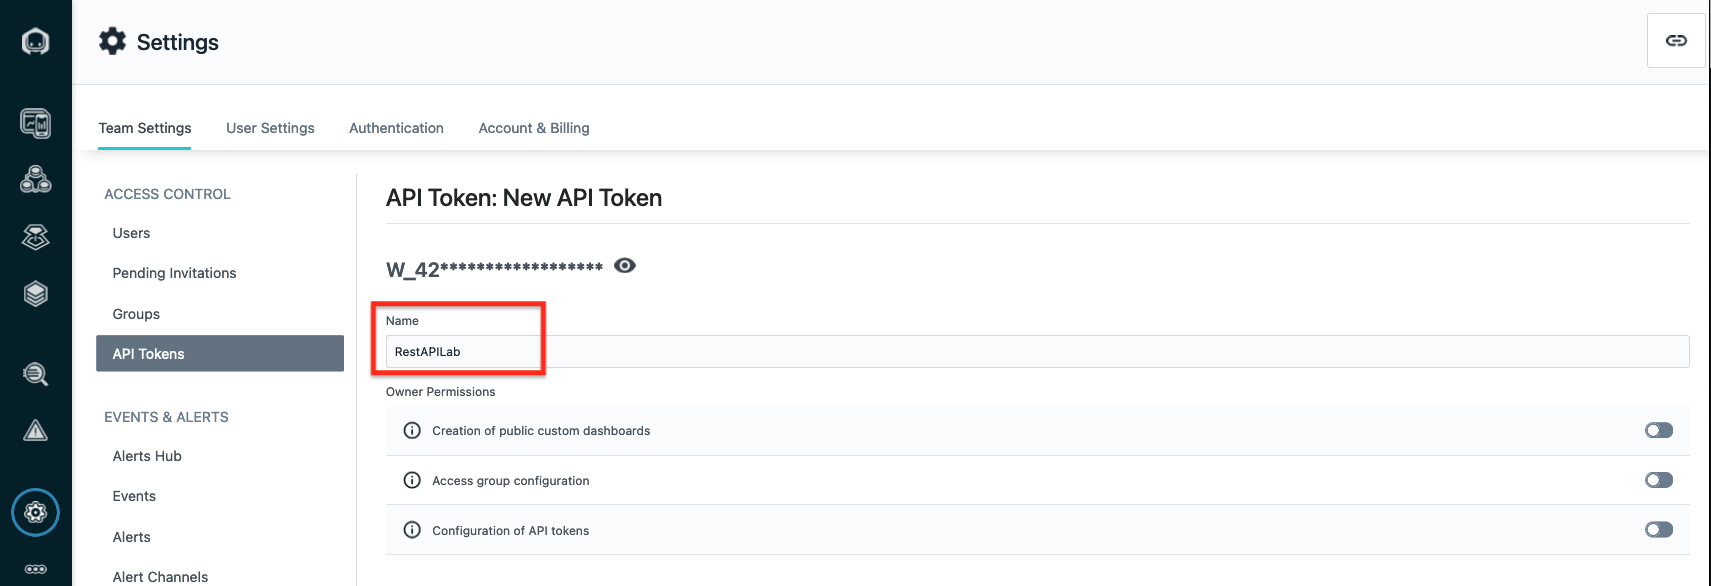 Settings
Team Settings
User Settings
Authentication
Account & Billing
ACCESS CONTROL
Users
Pending Invitations
Groups
API Tokens
EVENTS & ALERTS
Alerts Hub
Events
Alerts
Alert Channels
API Token: New API Token
W_42******************
Name
RestAPILab
Owner Permissions
Creation of public custom dashboards
Access group configuration
Configuration of API tokens